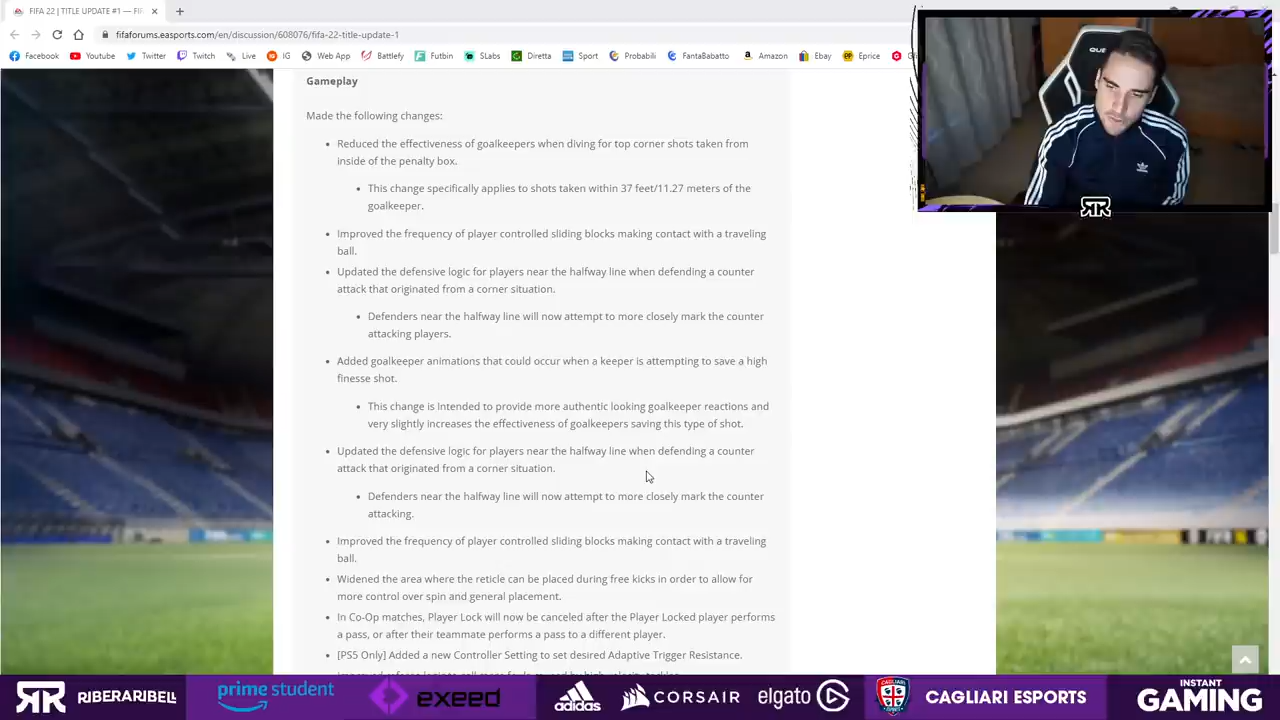 FIFA 22 | TITLE UPDATE #1 — FI
fifaforums.easports.com/en/discussion/608076/fifa-22-title-update-1
Facebook Youtube Twitter Twitch Live IG Battlefy Futbin SLabs Diretta Sport Probabili FantaBabatto Amazon Ebay Eprice
Gameplay
Made the following changes:
Reduced the effectiveness of goalkeepers when diving for top corner shots taken from
inside of the penalty box.
This change specifically applies to shots taken within 37 feet/11.27 meters of the
goalkeeper.
Improved the frequency of player controlled sliding blocks making contact with a traveling
ball.
Updated the defensive logic for players near the halfway line when defending a counter
attack that originated from a corner situation.
Defenders near the halfway line will now attempt to more closely mark the counter
attacking players.
Added goalkeeper animations that could occur when a keeper is attempting to save a high
finesse shot.
This change is intended to provide more authentic looking goalkeeper reactions and
very slightly increases the effectiveness of goalkeepers saving this type of shot.
Updated the defensive logic for players near the halfway line when defending a counter
attack that originated from a corner situation.
Defenders near the halfway line will now attempt to more closely mark the counter
attacking.
Improved the frequency of player controlled sliding blocks making contact with a traveling
ball.
Widened the area where the reticle can be placed during free kicks in order to allow for
more control over spin and general placement.
In Co-Op matches, Player Lock will now be canceled after the Player Locked player performs
a pass, or after their teammate performs a pass to a different player.
[PS5 Only] Added a new Controller Setting to set desired Adaptive Trigger Resistance.
RIBERARIBELL prime student exeed adidas CORSAIR elgato CAGLIARI ESPORTS INSTANT GAMING